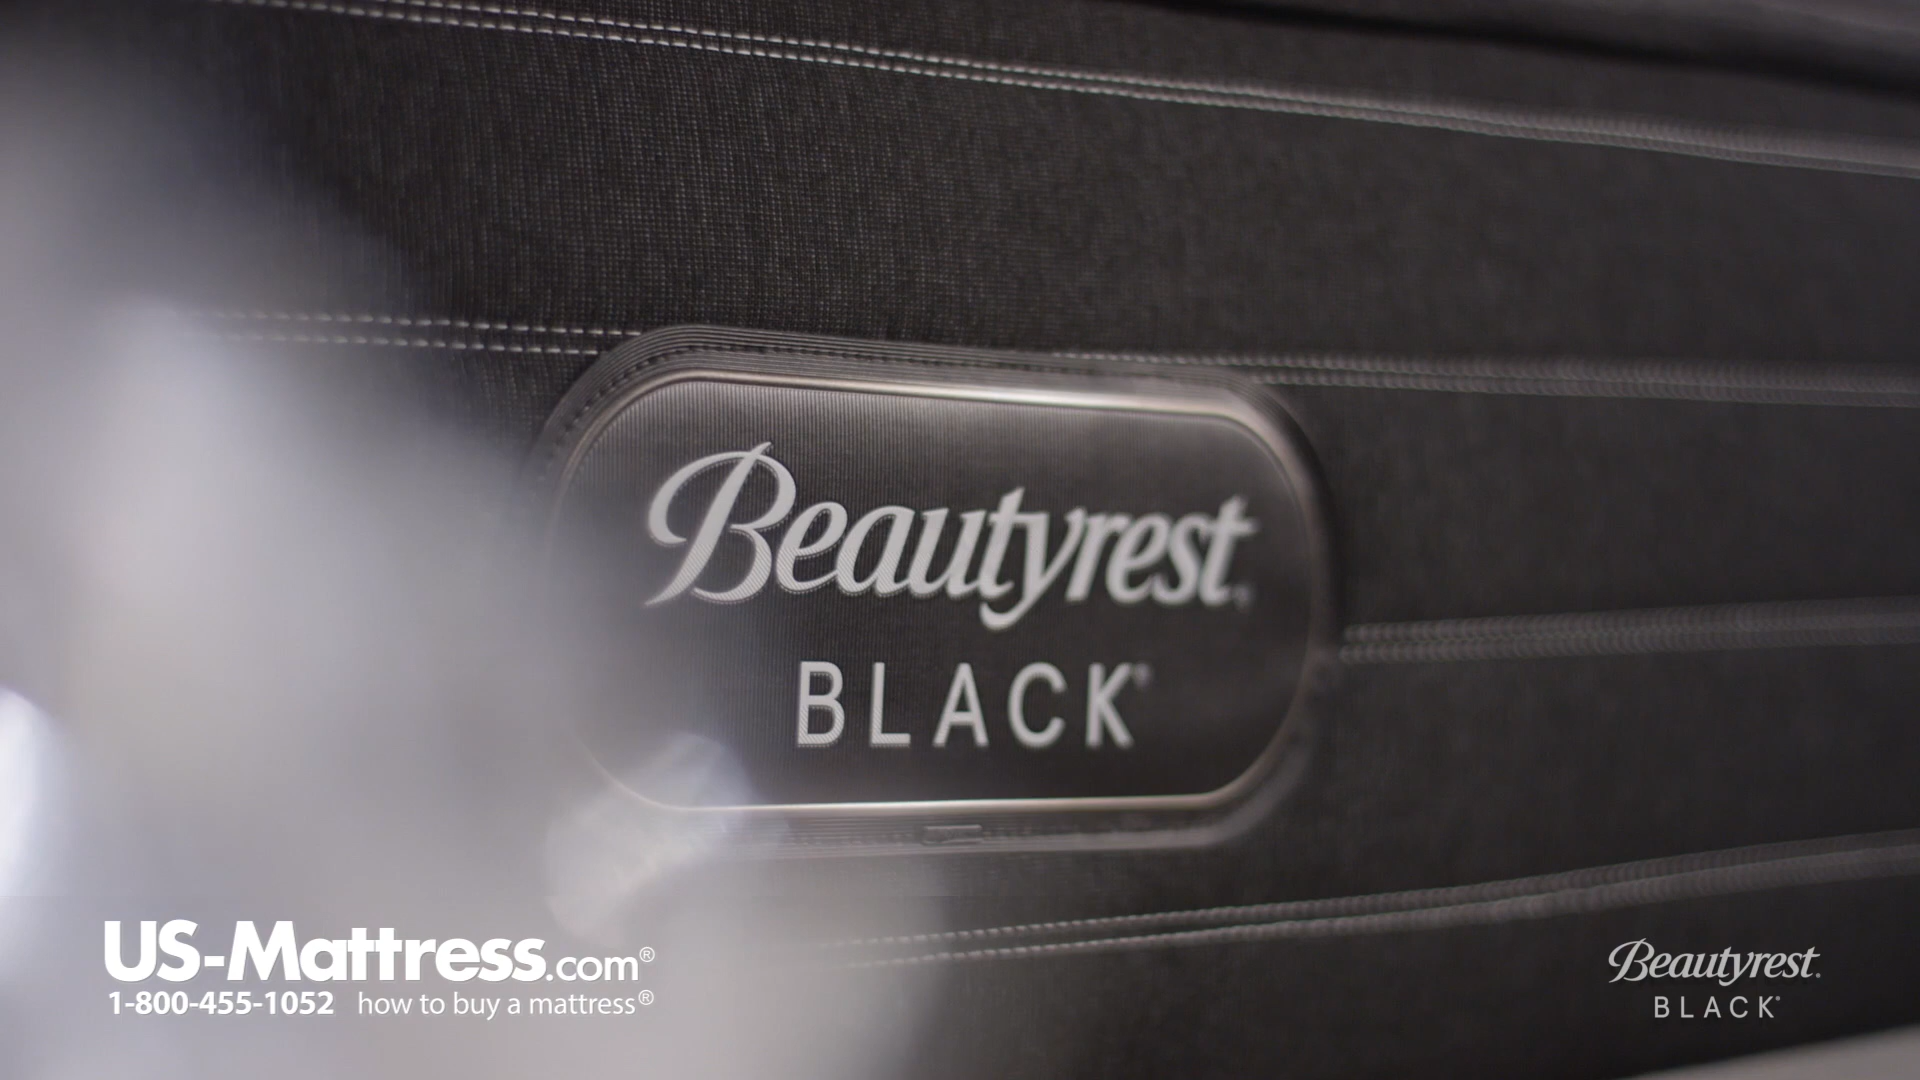 Beautyrest®
BLACK®
US-Mattress.com®
1-800-455-1052 how to buy a mattress®
Beautyrest®
BLACK®